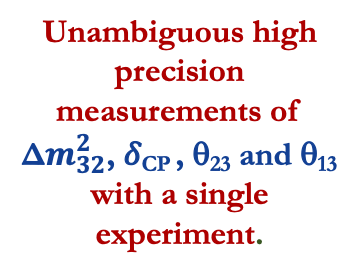 Unambiguous high
precision
measurements of
Δm²₃₂, δ_CP , θ₂₃ and θ₁₃
with a single
experiment.